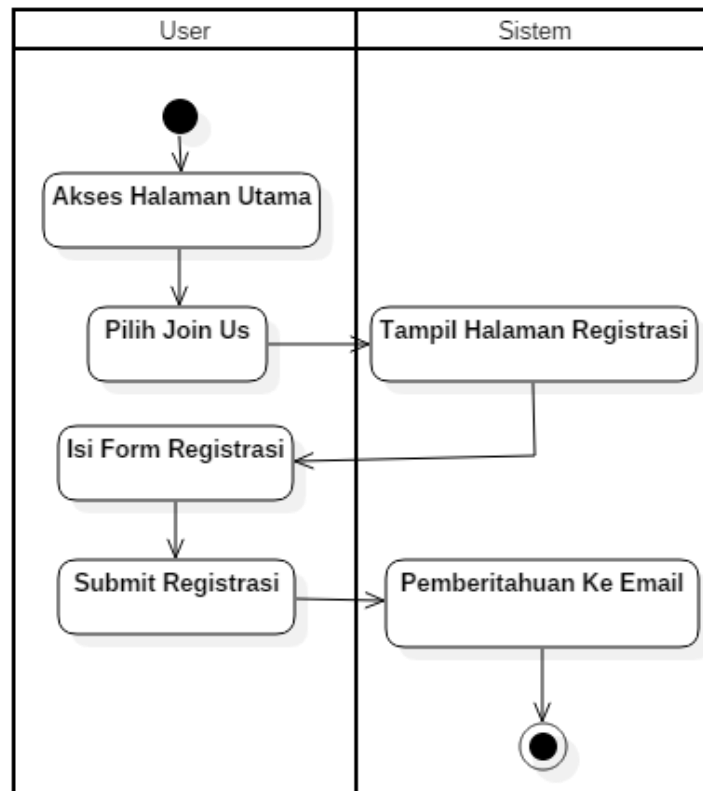 User
Sistem
Akses Halaman Utama
Pilih Join Us
Tampil Halaman Registrasi
Isi Form Registrasi
Submit Registrasi
Pemberitahuan Ke Email